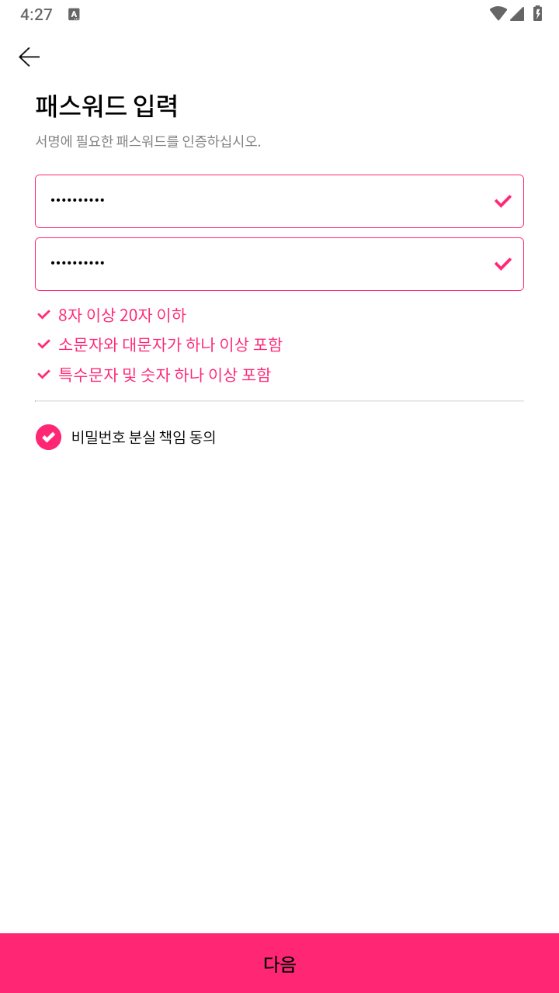 4:27
패스워드 입력
서명에 필요한 패스워드를 인증하십시오.
••••••••••
••••••••••
8자 이상 20자 이하
소문자와 대문자가 하나 이상 포함
특수문자 및 숫자 하나 이상 포함
비밀번호 분실 책임 동의
다음